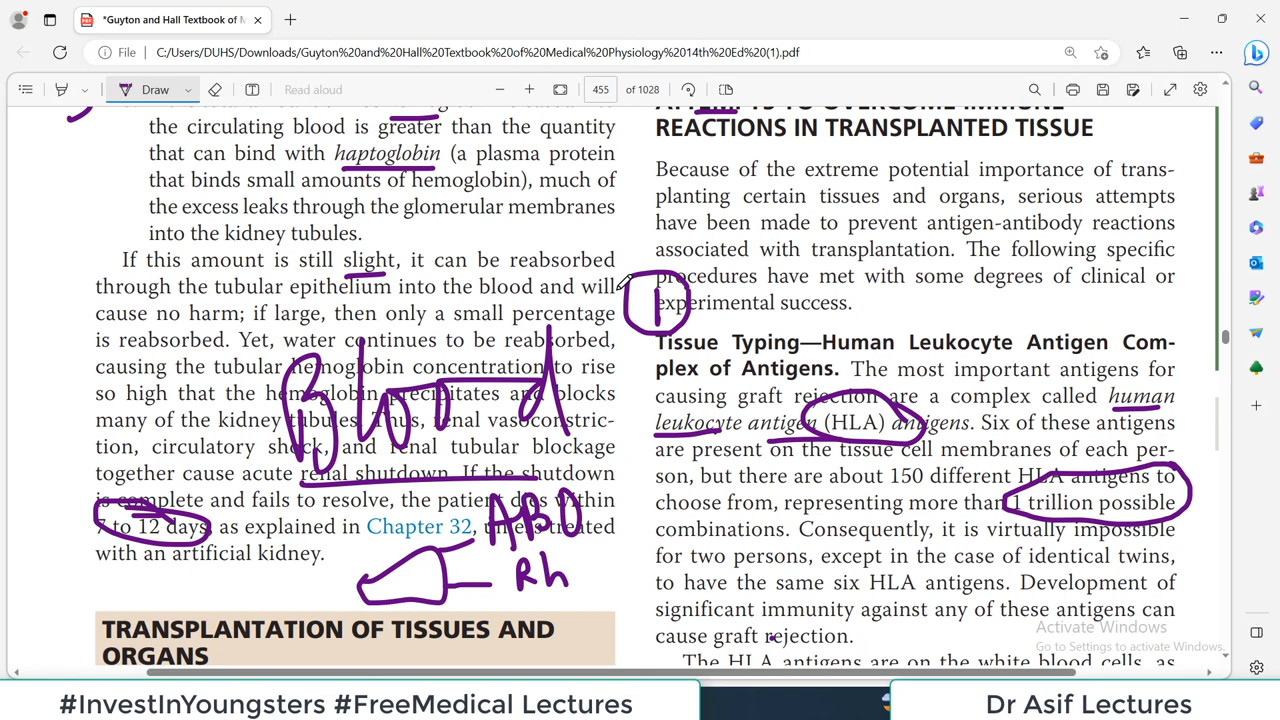 *Guyton and Hall Textbook of M
File
C:/Users/DUHS/Downloads/Guyton%20and%20Hall%20Textbook%20of%20Medical%20Physiology%2014th%20Ed%20(1).pdf
Draw
Read aloud
455 of 1028
the circulating blood is greater than the quantity
that can bind with haptoglobin (a plasma protein
that binds small amounts of hemoglobin), much of
the excess leaks through the glomerular membranes
into the kidney tubules.
If this amount is still slight, it can be reabsorbed
through the tubular epithelium into the blood and will
cause no harm; if large, then only a small percentage
is reabsorbed. Yet, water continues to be reabsorbed,
causing the tubular hemoglobin concentration to rise
so high that the hemoglobin precipitates and blocks
many of the kidney tubules. Thus, renal vasoconstric-
tion, circulatory shock, and renal tubular blockage
together cause acute renal shutdown. If the shutdown
is complete and fails to resolve, the patient dies within
7 to 12 days, as explained in Chapter 32, unless treated
with an artificial kidney.
Blood
ABO
Rh
TRANSPLANTATION OF TISSUES AND
ORGANS
ATTEMPTS TO OVERCOME IMMUNE
REACTIONS IN TRANSPLANTED TISSUE
Because of the extreme potential importance of trans-
planting certain tissues and organs, serious attempts
have been made to prevent antigen-antibody reactions
associated with transplantation. The following specific
procedures have met with some degrees of clinical or
experimental success.
1
Tissue Typing—Human Leukocyte Antigen Com-
plex of Antigens. The most important antigens for
causing graft rejection are a complex called human
leukocyte antigen (HLA) antigens. Six of these antigens
are present on the tissue cell membranes of each per-
son, but there are about 150 different HLA antigens to
choose from, representing more than 1 trillion possible
combinations. Consequently, it is virtually impossible
for two persons, except in the case of identical twins,
to have the same six HLA antigens. Development of
significant immunity against any of these antigens can
cause graft rejection.
The HLA antigens are on the white blood cells, as
Activate Windows
Go to Settings to activate Windows.
#InvestInYoungsters #FreeMedical Lectures
Dr Asif Lectures